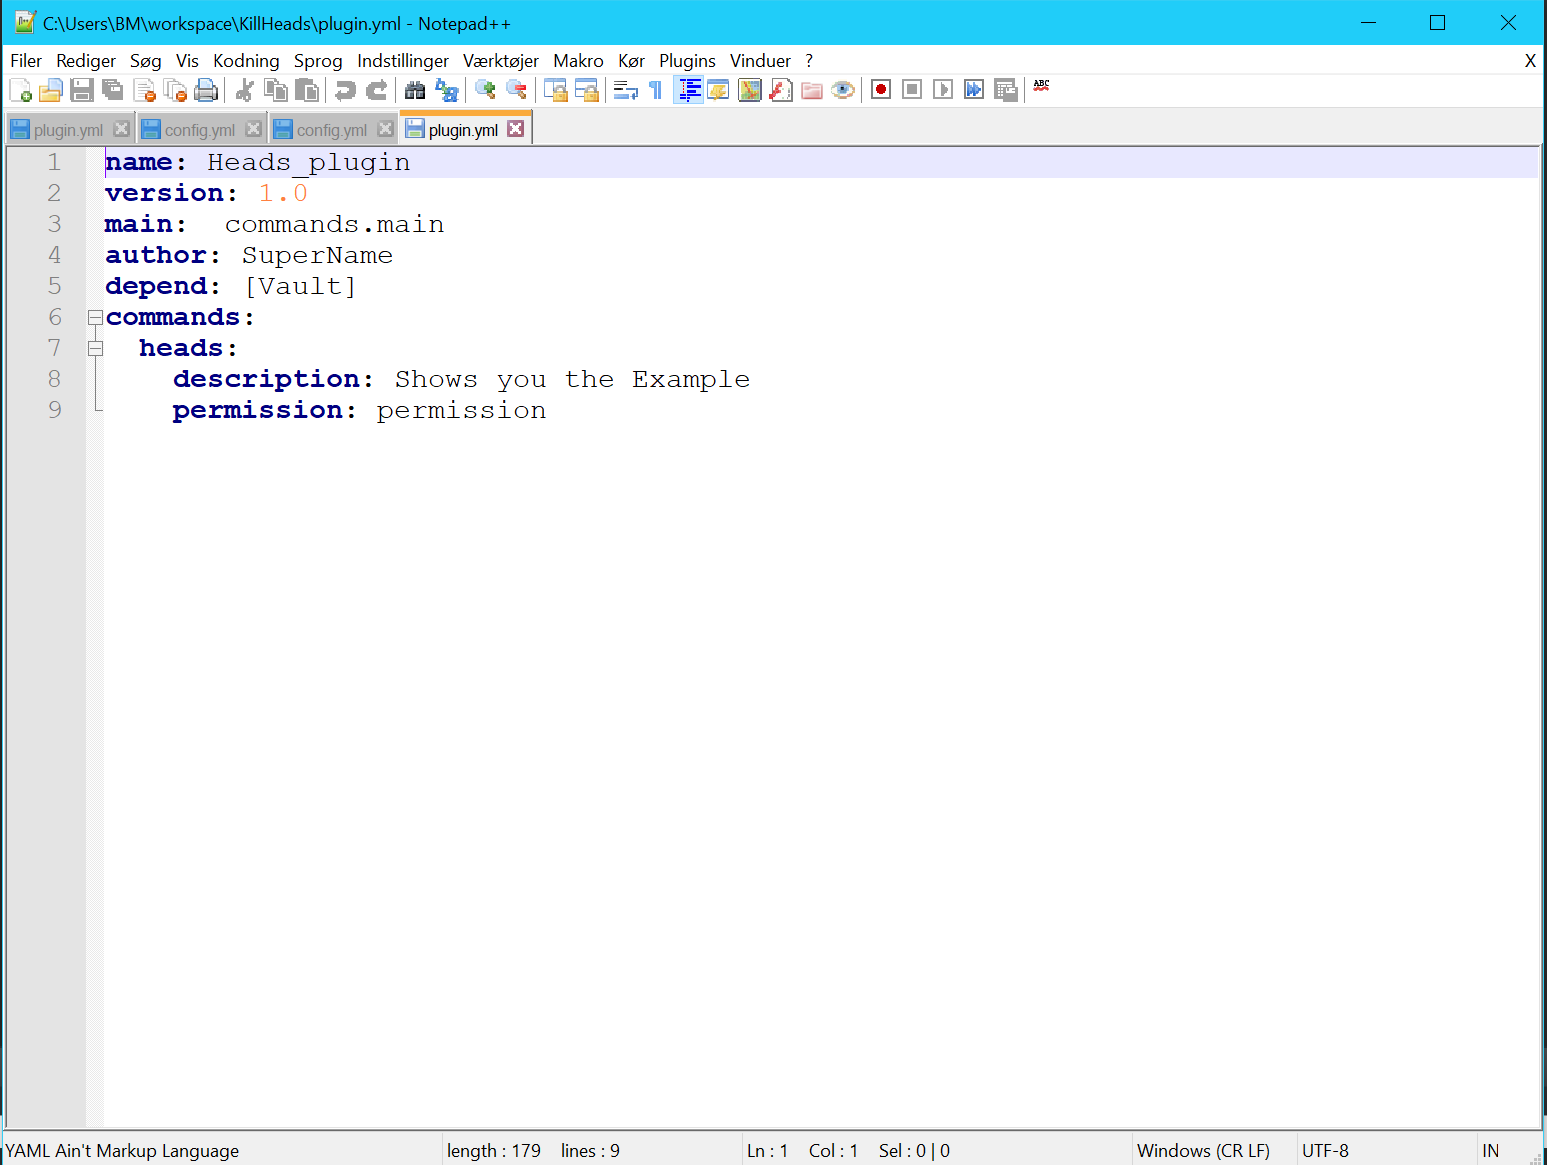 C:\Users\BM\workspace\KillHeads\plugin.yml - Notepad++
Filer Rediger Søg Vis Kodning Sprog Indstillinger Værktøjer Makro Kør Plugins Vinduer ? X
ABC
plugin.yml config.yml config.yml plugin.yml
1 name: Heads_plugin
2 version: 1.0
3 main:  commands.main
4 author: SuperName
5 depend: [Vault]
6 commands:
7   heads:
8     description: Shows you the Example
9     permission: permission
YAML Ain't Markup Language length : 179 lines : 9 Ln : 1 Col : 1 Sel : 0 | 0 Windows (CR LF) UTF-8 IN